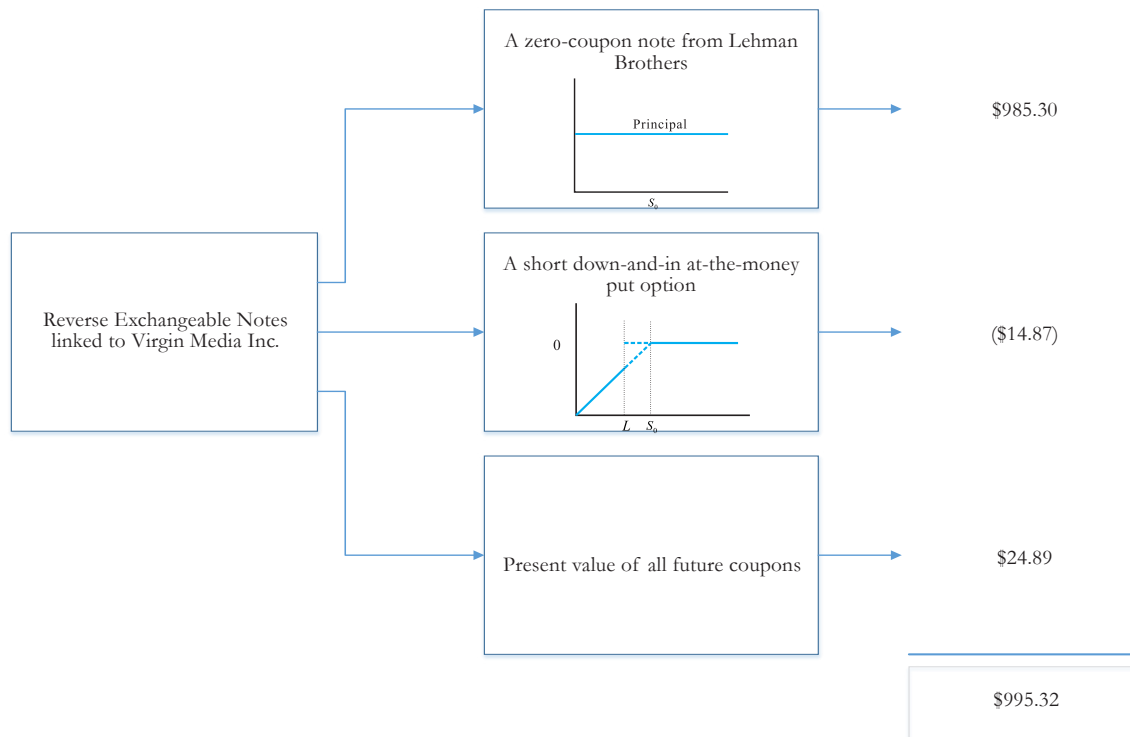 A zero-coupon note from Lehman
Brothers
Principal
S₀
$985.30
Reverse Exchangeable Notes
linked to Virgin Media Inc.
A short down-and-in at-the-money
put option
0
L S₀
($14.87)
Present value of all future coupons
$24.89
$995.32